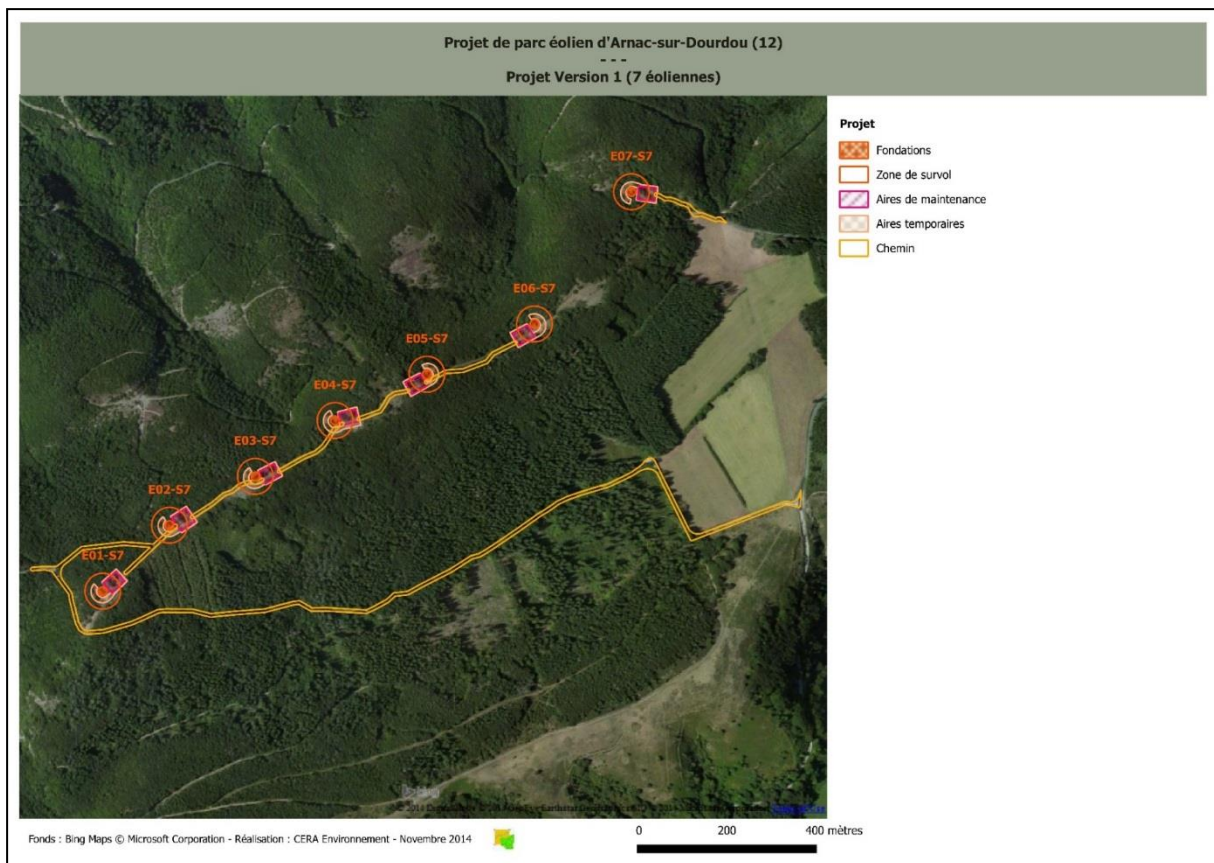 Projet de parc éolien d'Arnac-sur-Dourdou (12)
- - -
Projet Version 1 (7 éoliennes)
Projet
Fondations
Zone de survol
Aires de maintenance
Aires temporaires
Chemin
E07-S7
E06-S7
E05-S7
E04-S7
E03-S7
E02-S7
E01-S7
Fonds : Bing Maps © Microsoft Corporation - Réalisation : CERA Environnement - Novembre 2014
0 200 400 mètres